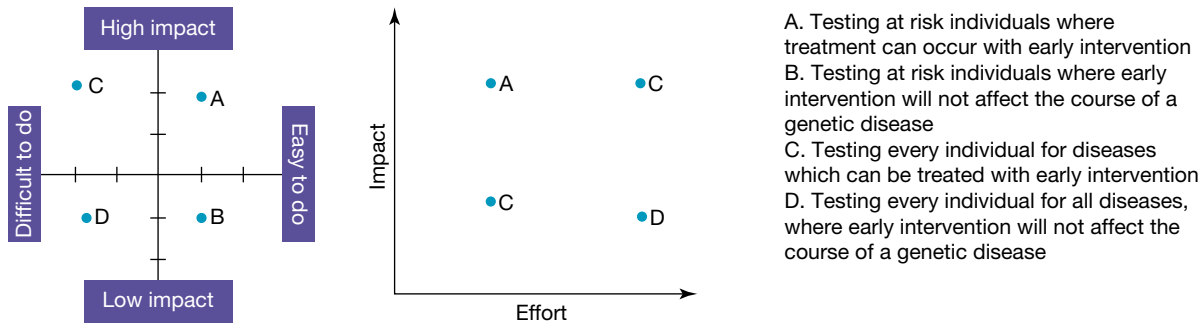 High impact
C
A
Difficult to do
Easy to do
D
B
Low impact
Impact
A
C
C
D
Effort
A. Testing at risk individuals where
treatment can occur with early intervention
B. Testing at risk individuals where early
intervention will not affect the course of a
genetic disease
C. Testing every individual for diseases
which can be treated with early intervention
D. Testing every individual for all diseases,
where early intervention will not affect the
course of a genetic disease